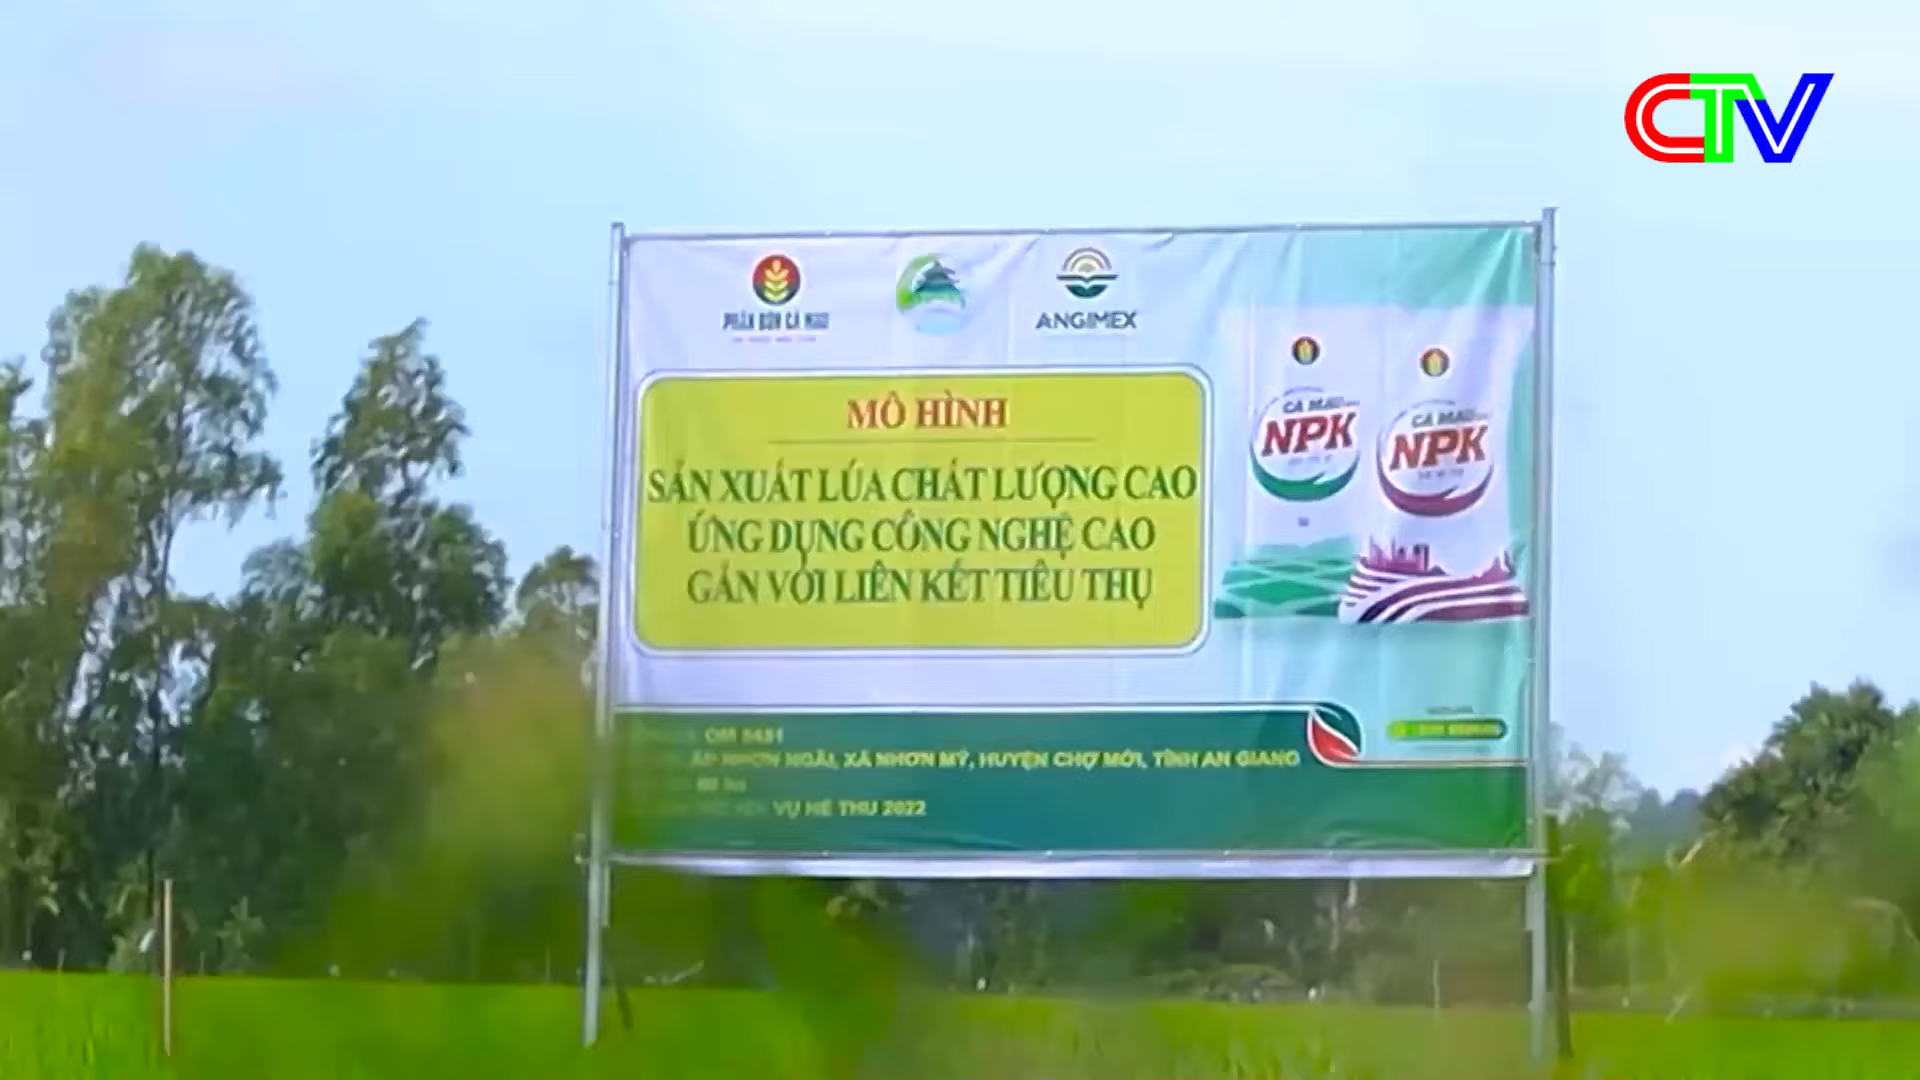 CTV
PHÂN BÓN CÀ MAU
ANGIMEX
MÔ HÌNH
SẢN XUẤT LÚA CHẤT LƯỢNG CAO
ỨNG DỤNG CÔNG NGHỆ CAO
GẮN VỚI LIÊN KẾT TIÊU THỤ
CÀ MAU
NPK
CÀ MAU
NPK
OM 5451
ẤP NHƠN NGÃI, XÃ NHƠN MỸ, HUYỆN CHỢ MỚI, TỈNH AN GIANG
ha
VỤ HÈ THU 2022